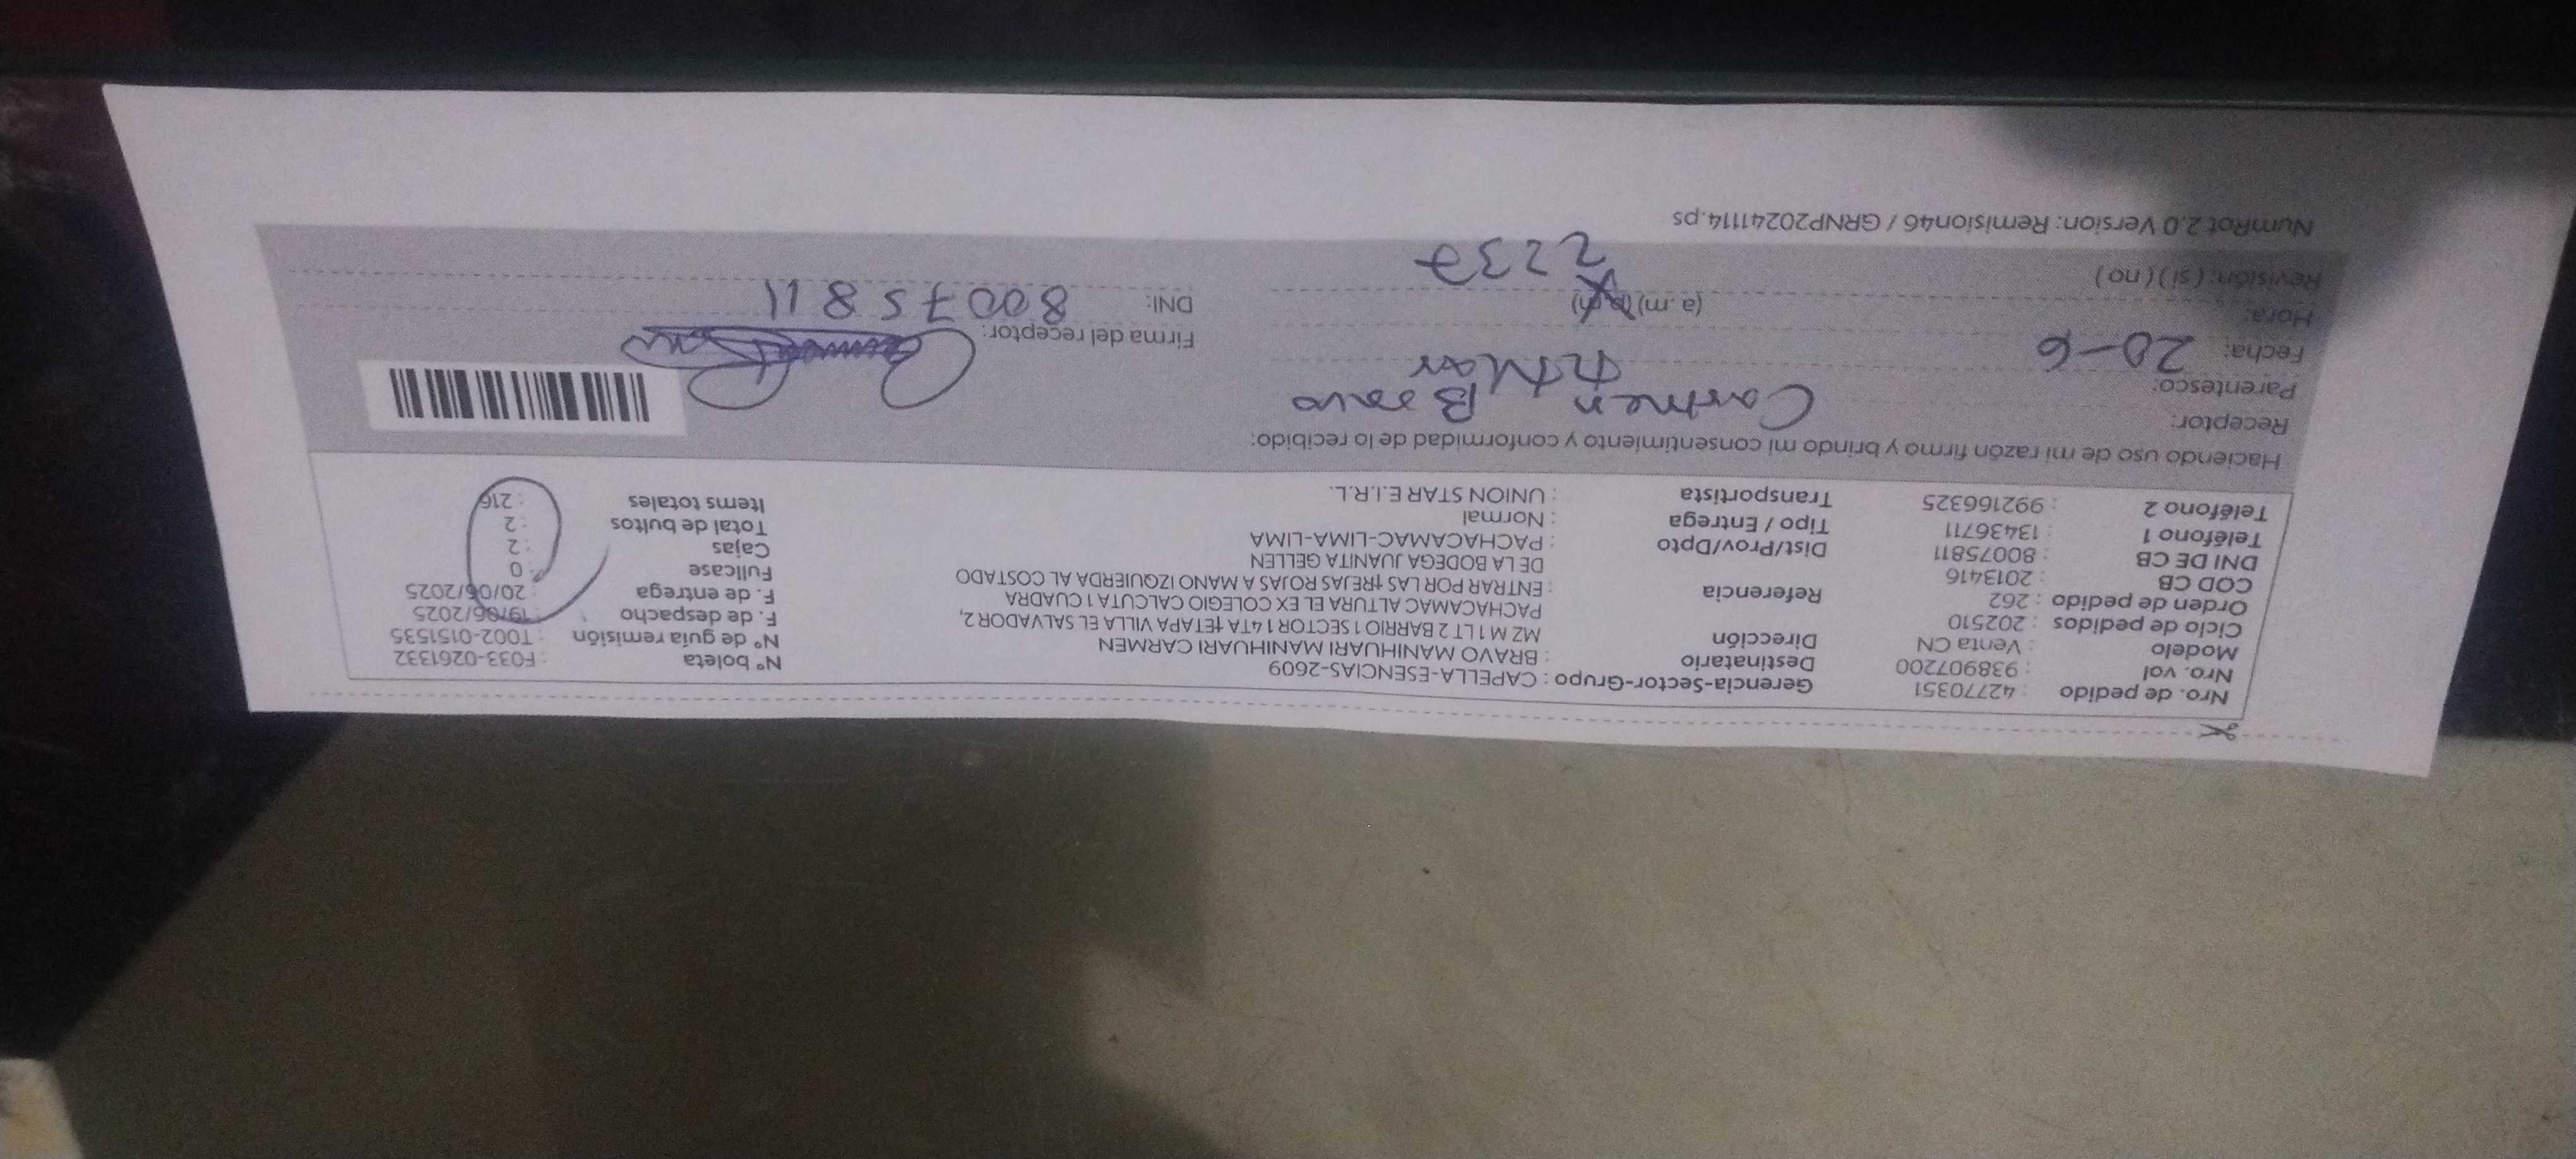 Nro. de pedido : 42770351
Nro. vol : 938907200
Modelo : Venta CN
Ciclo de pedidos : 202510
Orden de pedido : 262
COD CB : 2013416
DNI DE CB : 80075811
Teléfono 1 : 13436711
Teléfono 2 : 992166325
Gerencia-Sector-Grupo : CAPELLA-ESENCIAS-2609
Destinatario : BRAVO MANIHUARI MANIHUARI CARMEN
Dirección MZ M 1 LT 2 BARRIO 1 SECTOR 1 4TA ETAPA VILLA EL SALVADOR 2,
PACHACAMAC ALTURA EL EX COLEGIO CALCUTA 1 CUADRA
Referencia : ENTRAR POR LAS REJAS ROJAS A MANO IZQUIERDA AL COSTADO
DE LA BODEGA JUANITA GELLEN
Dist/Prov/Dpto : PACHACAMAC-LIMA-LIMA
Tipo / Entrega : Normal
Transportista : UNION STAR E.I.R.L.
N° boleta : F033-0261332
N° de guía remisión : T002-0151535
F. de despacho : 19/06/2025
F. de entrega : 20/06/2025
Fullcase : 0
Cajas : 2
Total de bultos : 2
Items totales : 216
Haciendo uso de mi razón firmo y brindo mi consentimiento y conformidad de lo recibido:
Receptor: Carmen Bravo
Parentesco: titular
Fecha: 20-6
Hora: (a.m) (p.m)
2237
Revisión: ( si ) ( no )
Firma del receptor:
DNI: 80075811
NumRot 2.0 Version: Remision46 / GRNP20241114.ps